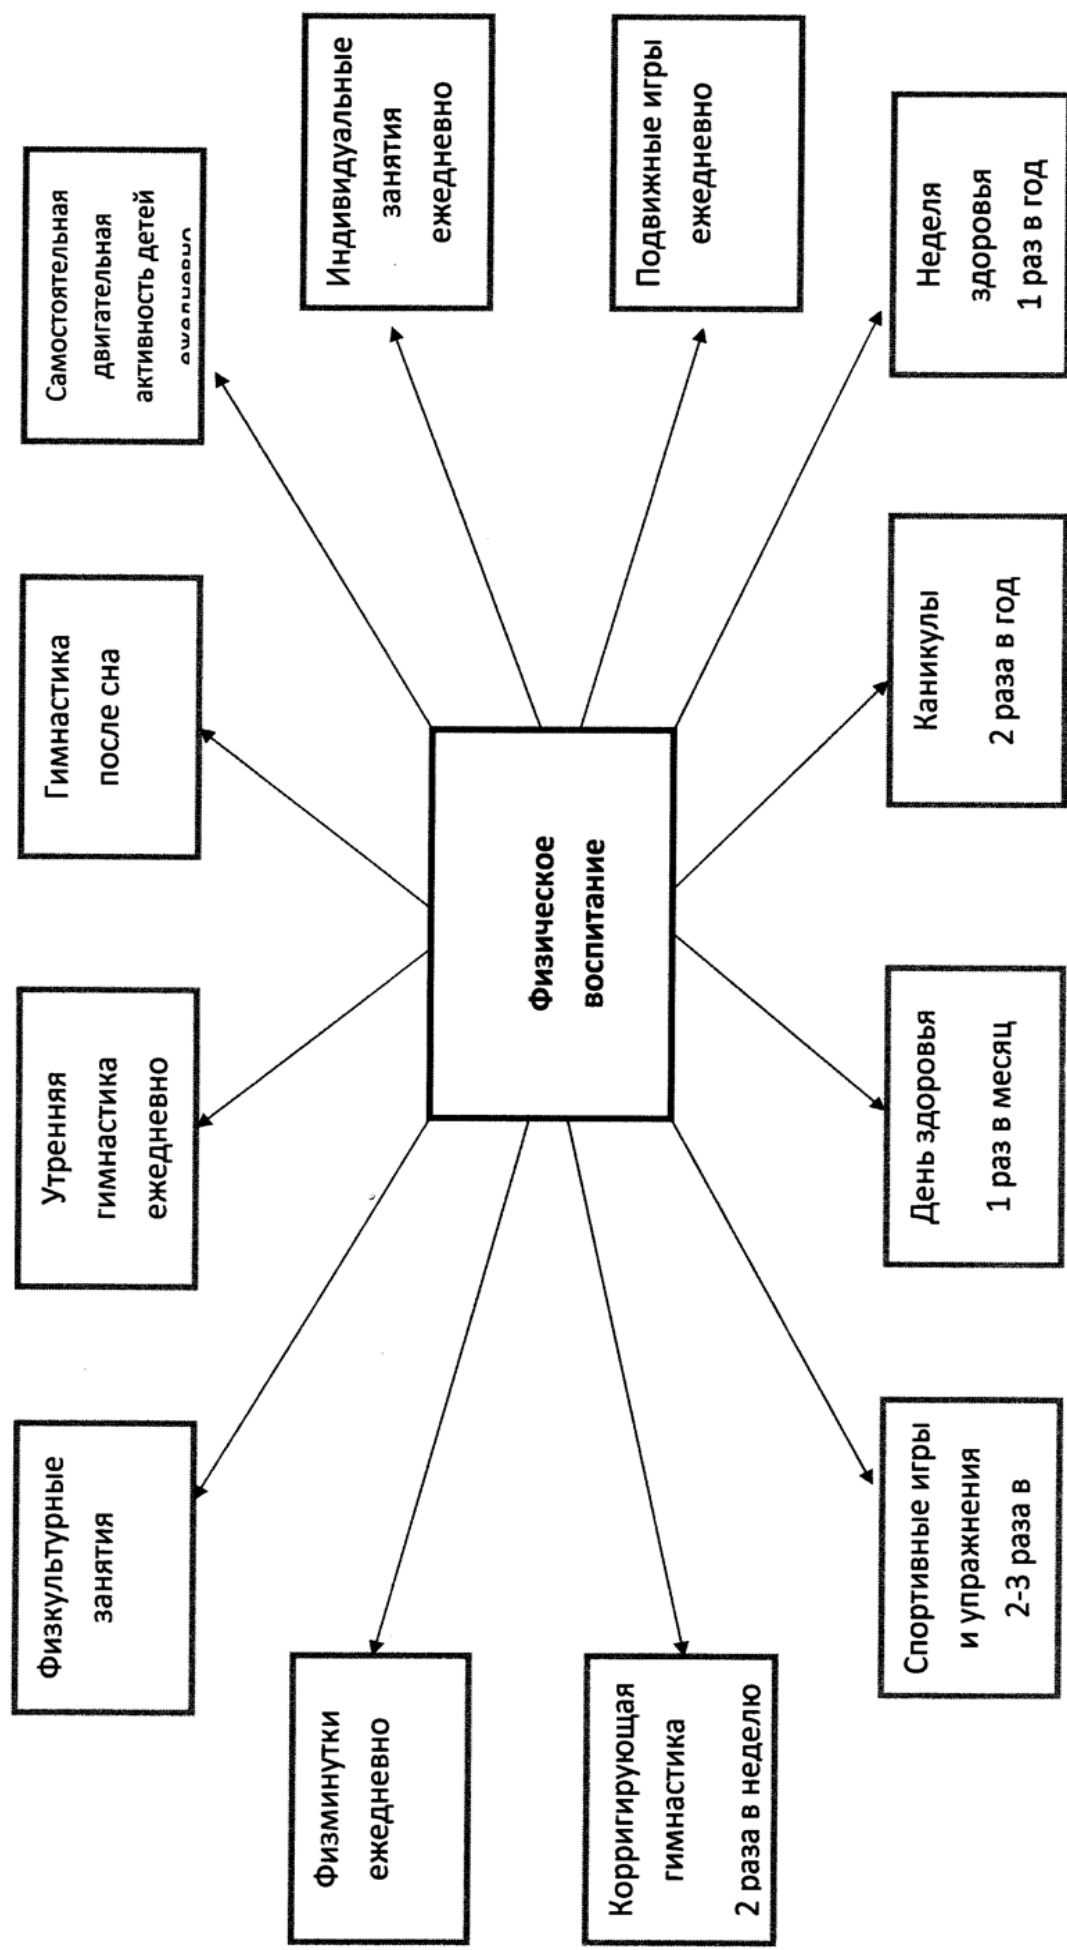 Физкультурные
занятия
Утренняя
гимнастика
ежедневно
Гимнастика
после сна
Самостоятельная
двигательная
активность детей
ежедневно
Физминутки
ежедневно
Индивидуальные
занятия
ежедневно
Физическое
воспитание
Корригирующая
гимнастика
2 раза в неделю
Подвижные игры
ежедневно
Спортивные игры
и упражнения
2-3 раза в
День здоровья
1 раз в месяц
Каникулы
2 раза в год
Неделя
здоровья
1 раз в год